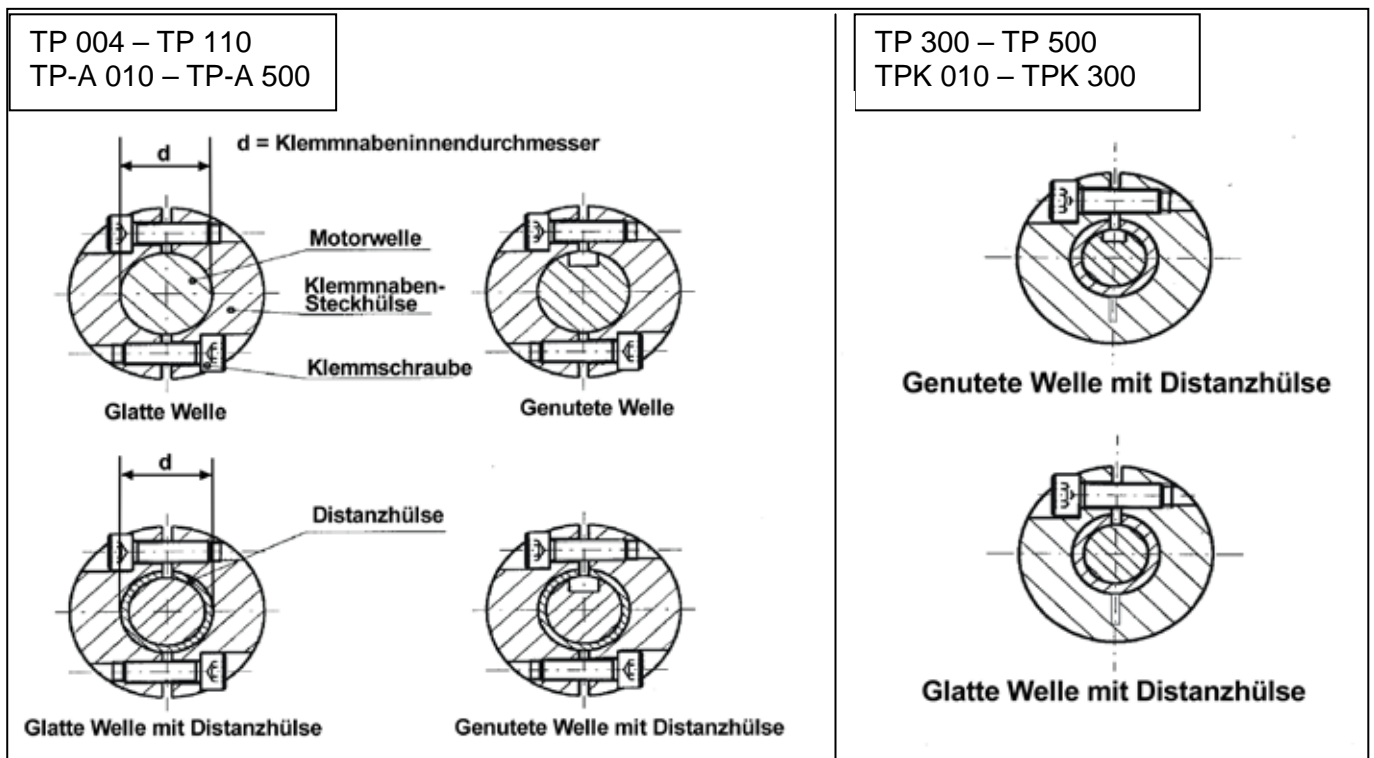 TP 004 – TP 110
TP-A 010 – TP-A 500
d = Klemmnabeninnendurchmesser
d
Motorwelle
Klemmnaben-
Steckhülse
Klemmschraube
Glatte Welle
Genutete Welle
d
Distanzhülse
Glatte Welle mit Distanzhülse
Genutete Welle mit Distanzhülse
TP 300 – TP 500
TPK 010 – TPK 300
Genutete Welle mit Distanzhülse
Glatte Welle mit Distanzhülse